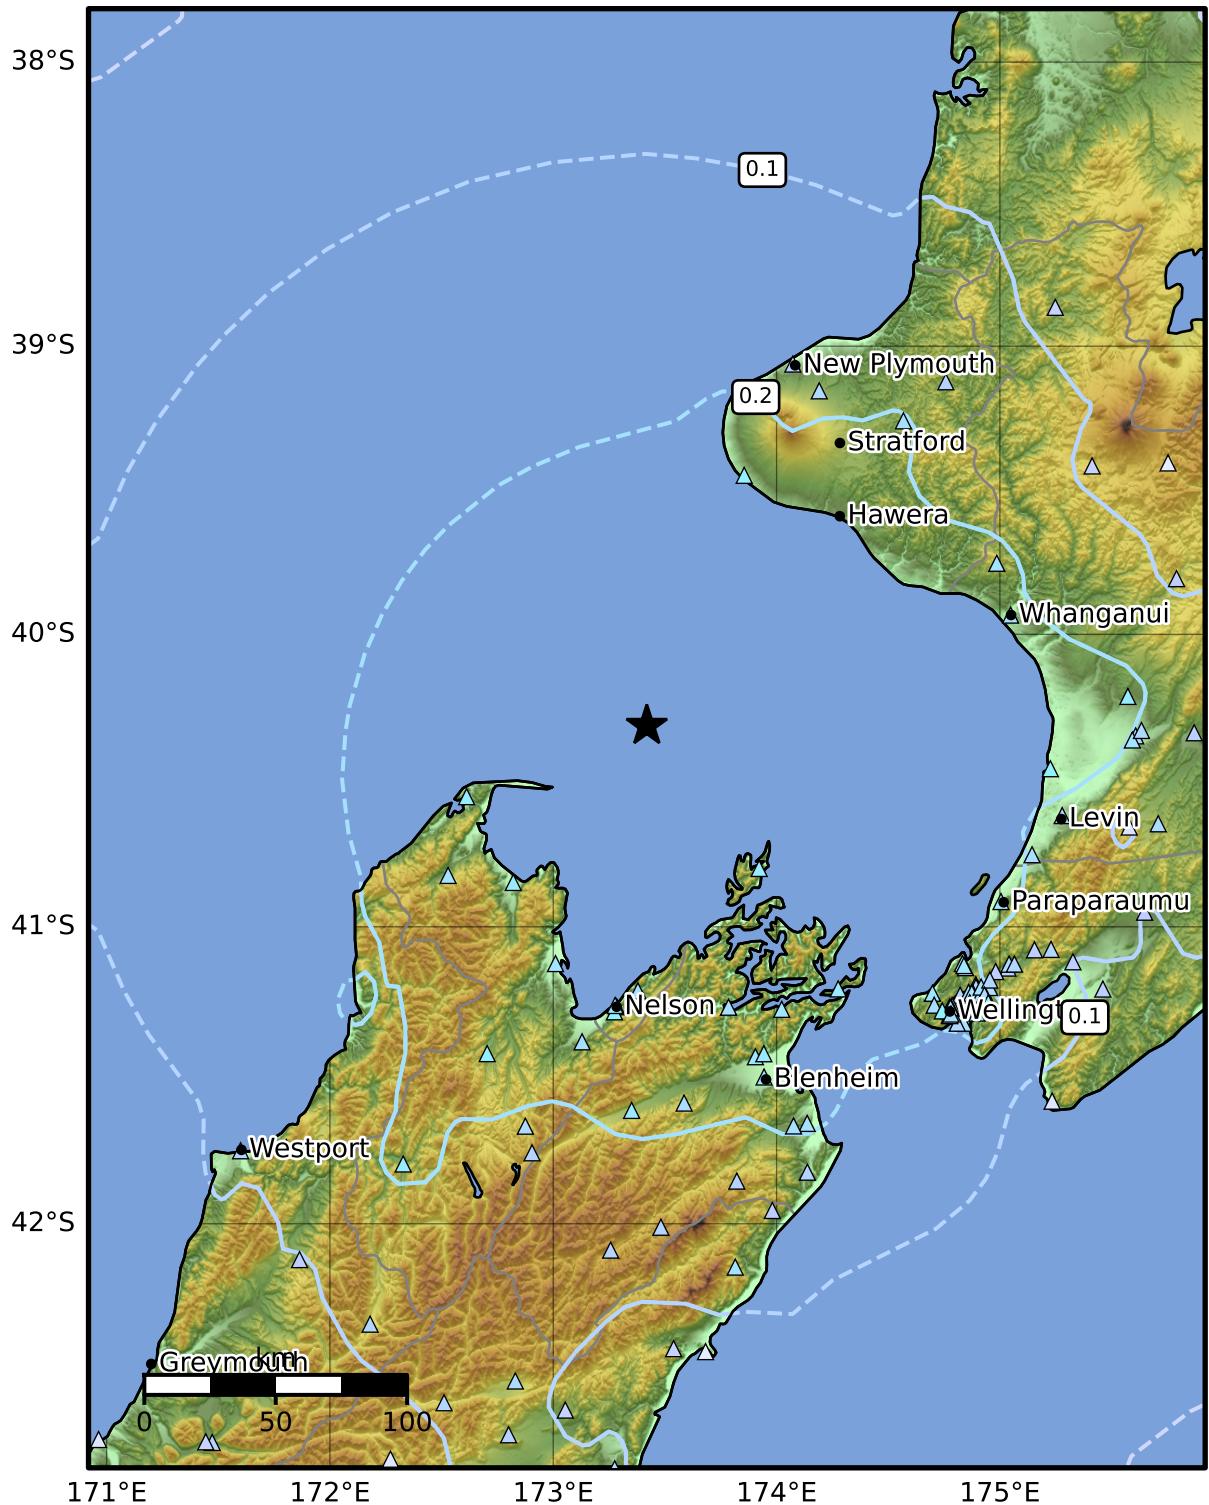 38°S
0.1
39°S
New Plymouth
0.2
Stratford
Hawera
Whanganui
40°S
Levin
Paraparaumu
41°S
Nelson
Wellingt
0.1
Blenheim
Westport
42°S
Greymouth
km
0 50 100
171°E 172°E 173°E 174°E 175°E